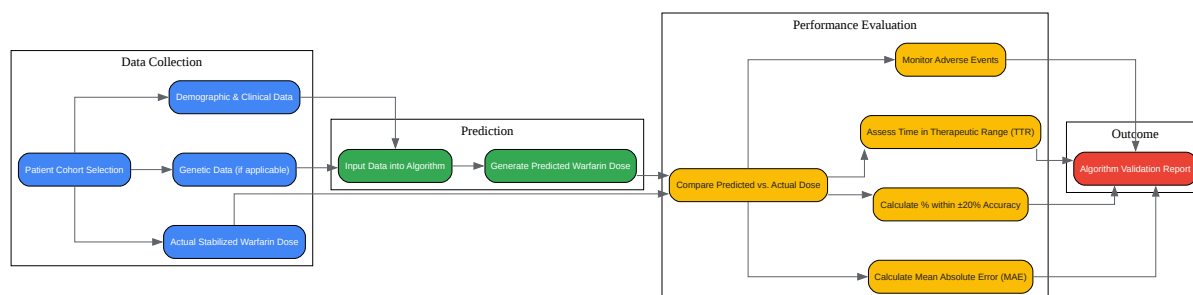 Data Collection
Patient Cohort Selection
Demographic & Clinical Data
Genetic Data (if applicable)
Actual Stabilized Warfarin Dose
Prediction
Input Data into Algorithm
Generate Predicted Warfarin Dose
Performance Evaluation
Compare Predicted vs. Actual Dose
Monitor Adverse Events
Assess Time in Therapeutic Range (TTR)
Calculate % within ±20% Accuracy
Calculate Mean Absolute Error (MAE)
Outcome
Algorithm Validation Report